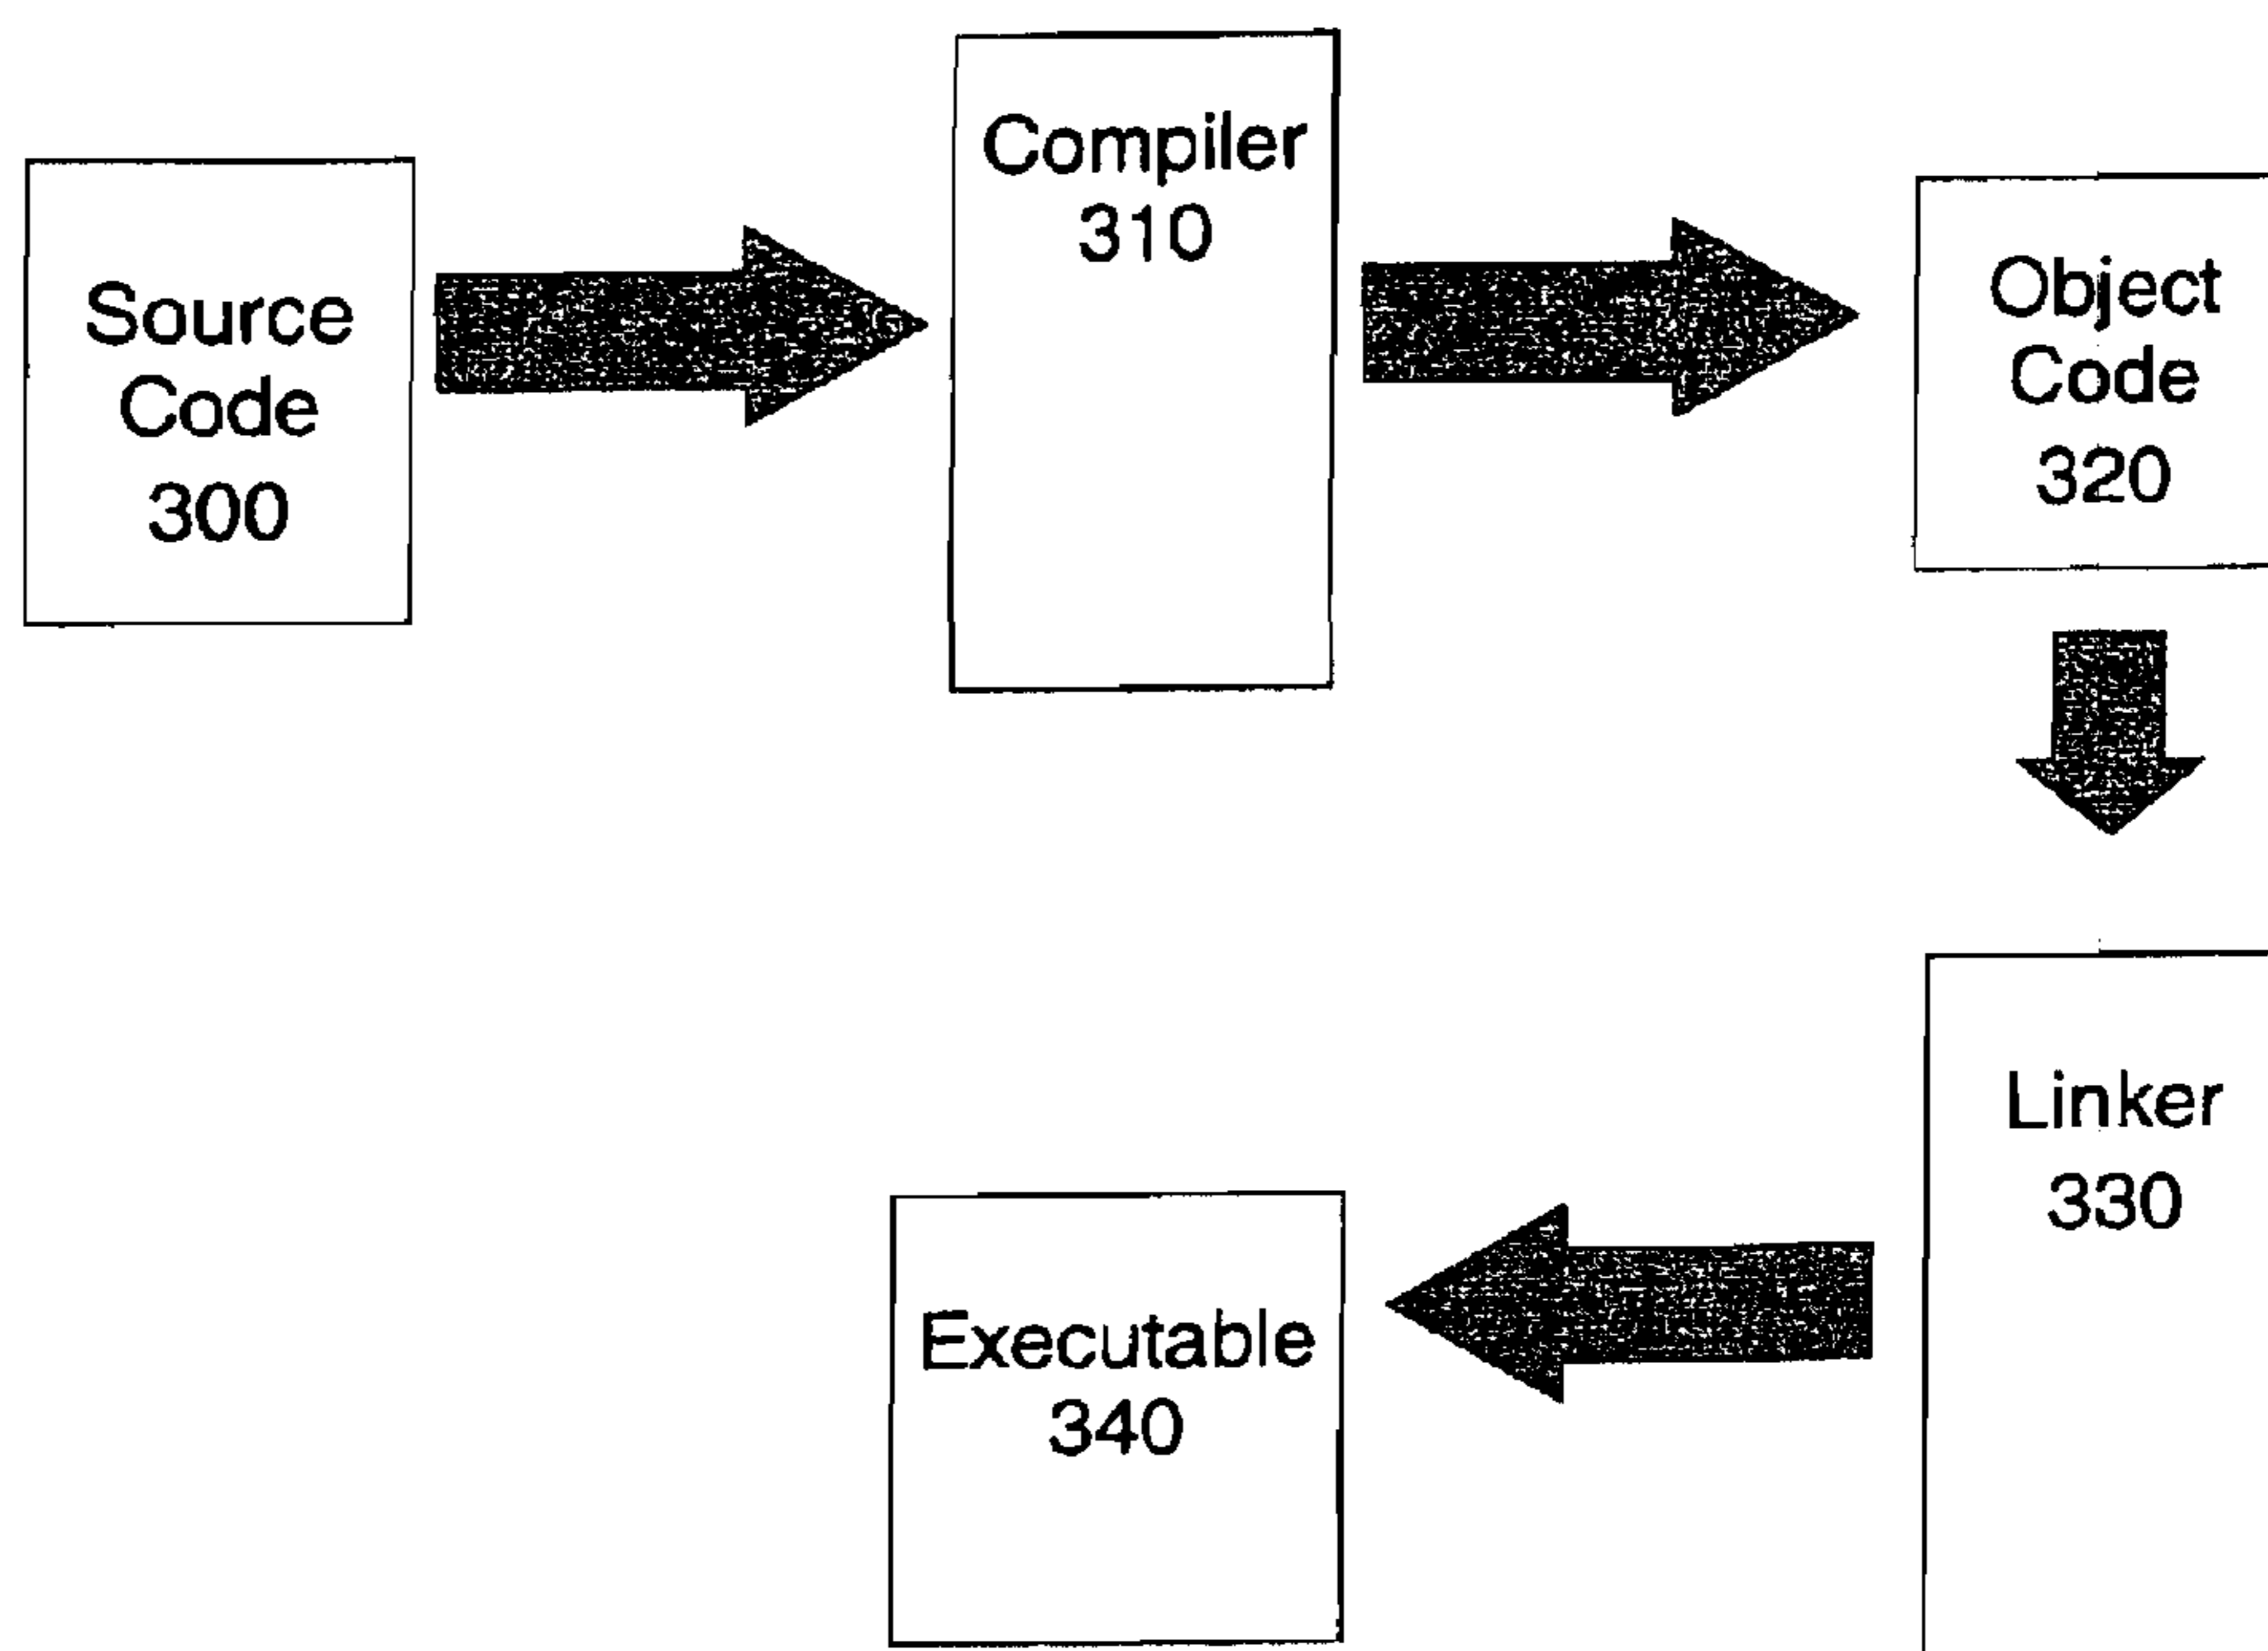 Source
Code
300
Compiler
310
Object
Code
320
Linker
330
Executable
340